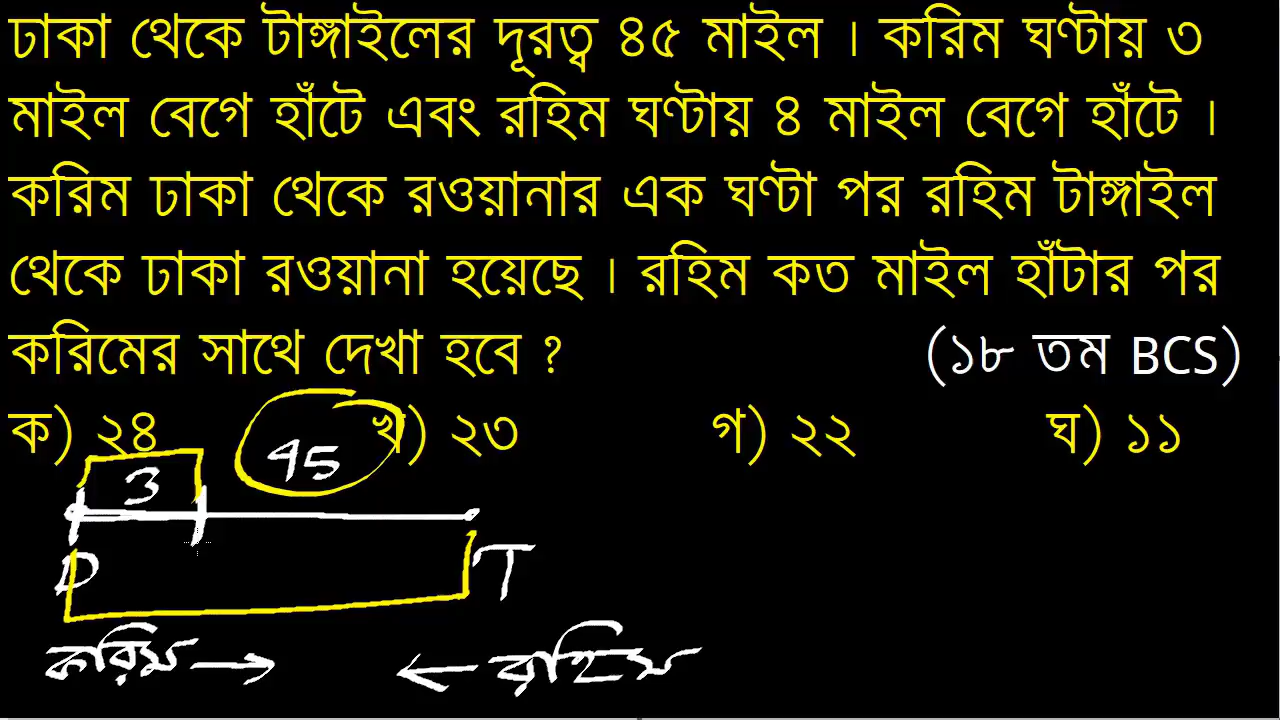 ঢাকা থেকে টাঙ্গাইলের দূরত্ব ৪৫ মাইল । করিম ঘণ্টায় ৩
মাইল বেগে হাঁটে এবং রহিম ঘণ্টায় ৪ মাইল বেগে হাঁটে ।
করিম ঢাকা থেকে রওয়ানার এক ঘণ্টা পর রহিম টাঙ্গাইল
থেকে ঢাকা রওয়ানা হয়েছে । রহিম কত মাইল হাঁটার পর
করিমের সাথে দেখা হবে ? (১৮ তম BCS)
ক) ২৪ খ) ২৩ গ) ২২ ঘ) ১১
3 45
D T
করিম → ← রহিম